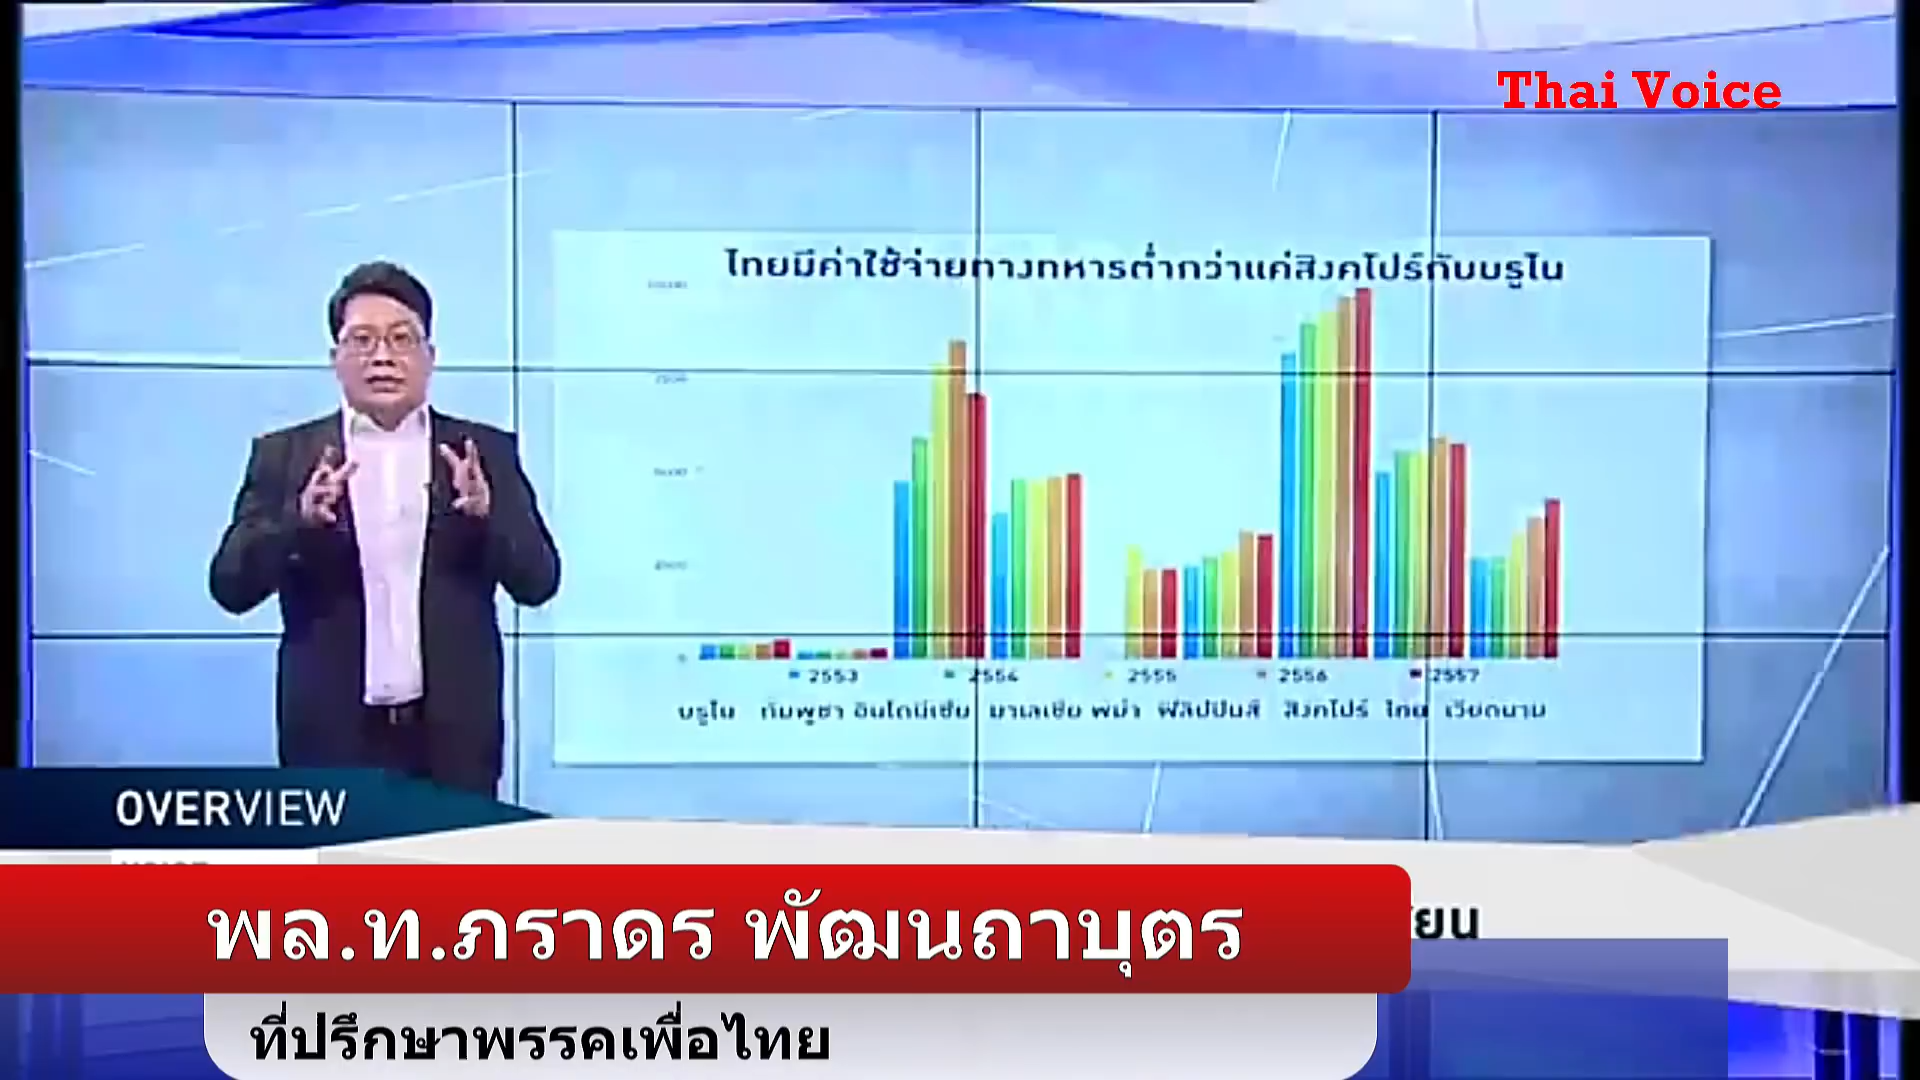 Thai Voice
ไทยมีค่าใช้จ่ายทางทหารต่ำกว่าแค่สิงคโปร์กับบรูไน
2553 2554 2555 2556 2557
บรูไน กัมพูชา อินโดนีเซีย มาเลเซีย พม่า ฟิลิปปินส์ สิงคโปร์ ไทย เวียดนาม
OVERVIEW
พล.ท.ภราดร พัฒนถาบุตร
ที่ปรึกษาพรรคเพื่อไทย